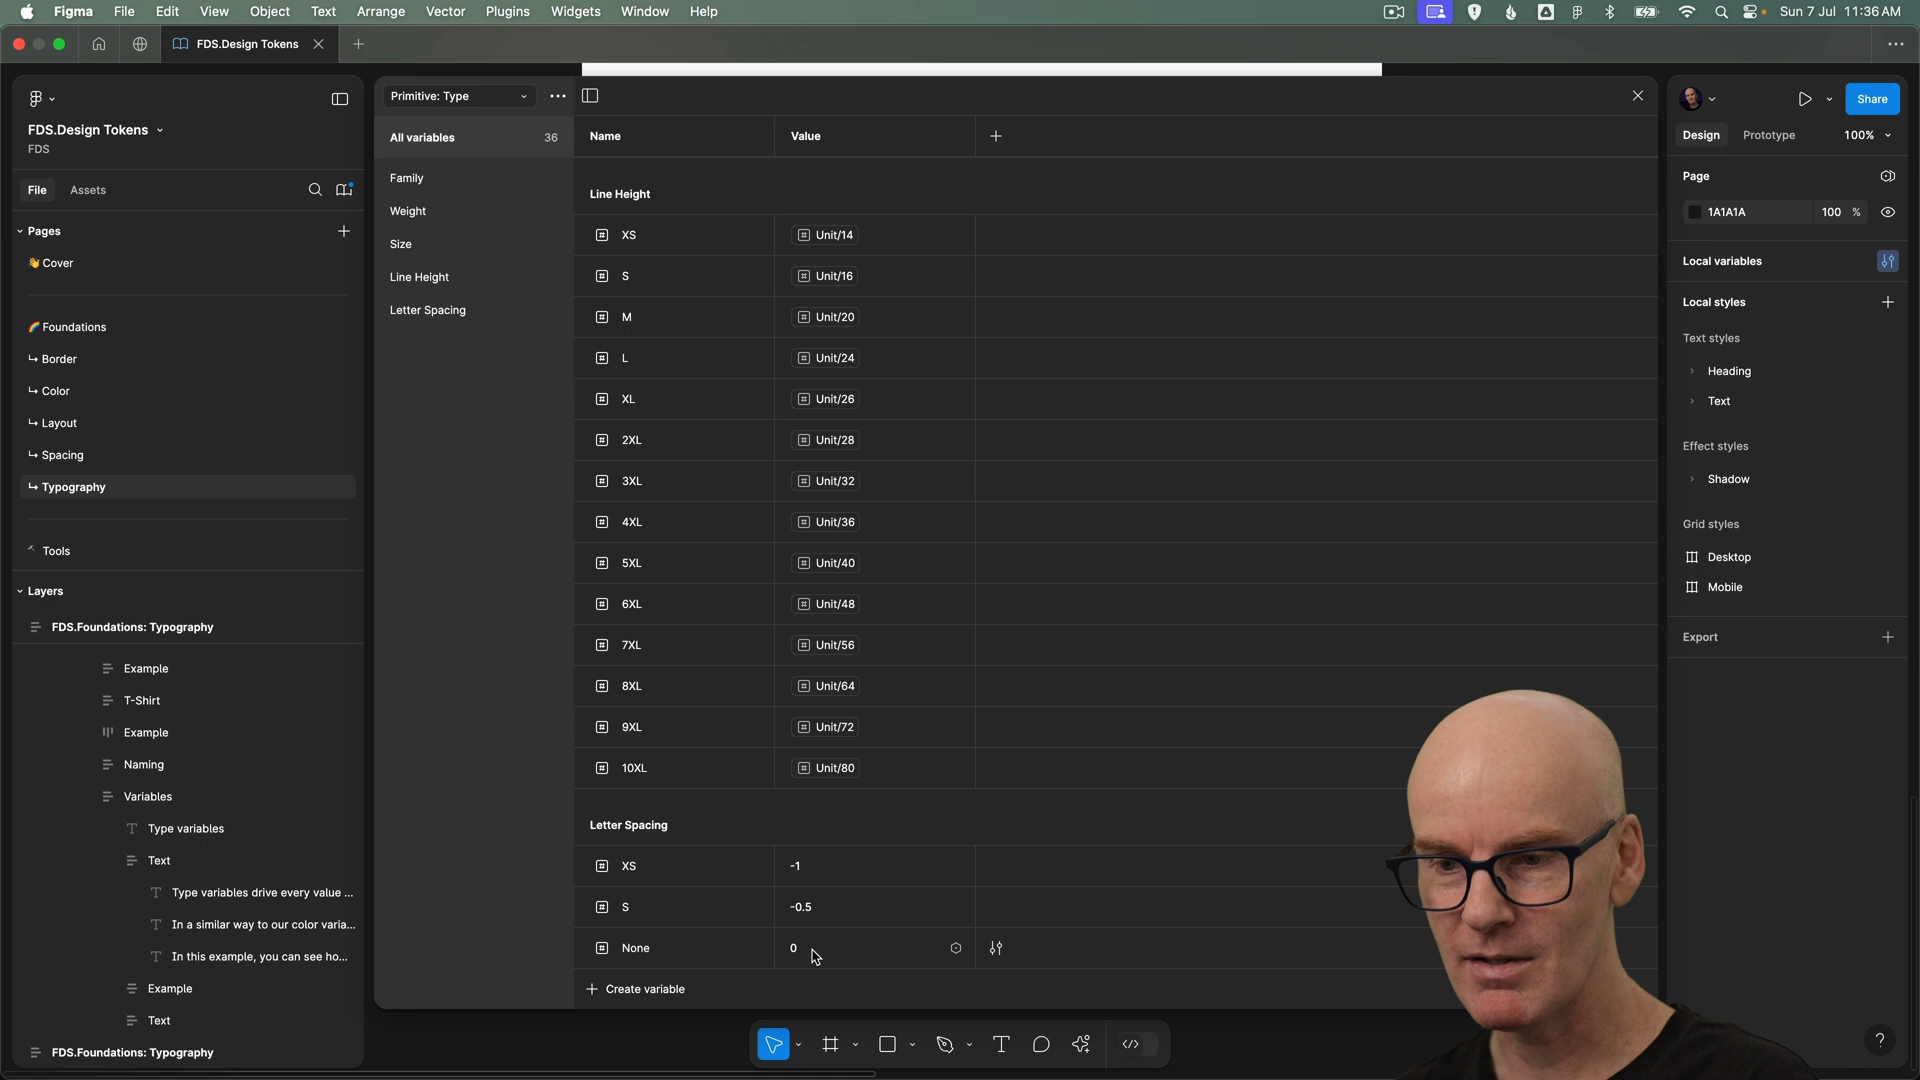 Figma File Edit View Object Text Arrange Vector Plugins Widgets Window Help Sun 7 Jul 11:36 AM
FDS.Design Tokens
FDS.Design Tokens
FDS
File Assets
Pages
👋 Cover
🌈 Foundations
↳ Border
↳ Color
↳ Layout
↳ Spacing
↳ Typography
Tools
Layers
FDS.Foundations: Typography
Example
T-Shirt
Example
Naming
Variables
Type variables
Text
Type variables drive every value ...
In a similar way to our color varia...
In this example, you can see ho...
Example
Text
FDS.Foundations: Typography
Primitive: Type
All variables 36
Family
Weight
Size
Line Height
Letter Spacing
Name Value
Line Height
XS Unit/14
S Unit/16
M Unit/20
L Unit/24
XL Unit/26
2XL Unit/28
3XL Unit/32
4XL Unit/36
5XL Unit/40
6XL Unit/48
7XL Unit/56
8XL Unit/64
9XL Unit/72
10XL Unit/80
Letter Spacing
XS -1
S -0.5
None 0
Create variable
Share
Design Prototype 100%
Page
1A1A1A 100 %
Local variables
Local styles
Text styles
Heading
Text
Effect styles
Shadow
Grid styles
Desktop
Mobile
Export
?